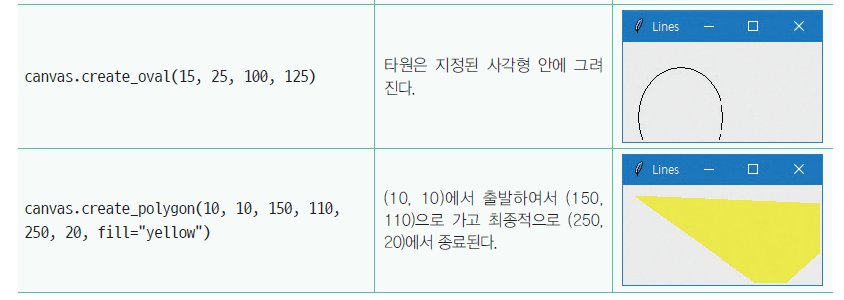 canvas.create_oval(15, 25, 100, 125)
타원은 지정된 사각형 안에 그려
진다.
Lines
canvas.create_polygon(10, 10, 150, 110,
250, 20, fill="yellow")
(10, 10)에서 출발하여서 (150,
110)으로 가고 최종적으로 (250,
20)에서 종료된다.
Lines